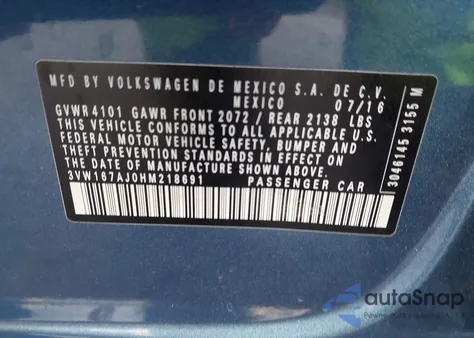 MFD BY VOLKSWAGEN DE MEXICO S.A. DE C.V.
MEXICO 07/16
GVWR 4101 GAWR FRONT 2072 / REAR 2138 LBS
THIS VEHICLE CONFORMS TO ALL APPLICABLE
FEDERAL MOTOR VEHICLE SAFETY, BUMPER AND
THEFT PREVENTION STANDARDS IN EFFECT ON
THE DATE OF MANUFACTURE SHOWN ABOVE.
3VW167AJ0HM218691 PASSENGER CAR
3046145 3155 M
autoSnap